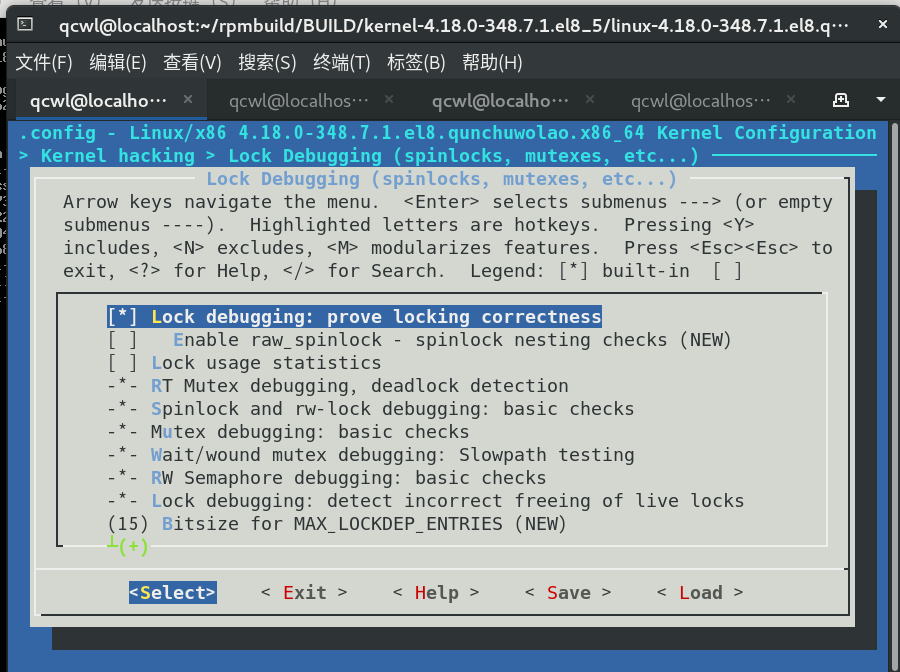 qcwl@localhost:~/rpmbuild/BUILD/kernel-4.18.0-348.7.1.el8_5/linux-4.18.0-348.7.1.el8.q···
文件(F) 编辑(E) 查看(V) 搜索(S) 终端(T) 标签(B) 帮助(H)
qcwl@localho··· × qcwl@localhos··· × qcwl@localho··· × qcwl@localhos··· ×
.config - Linux/x86 4.18.0-348.7.1.el8.qunchuwolao.x86_64 Kernel Configuration
> Kernel hacking > Lock Debugging (spinlocks, mutexes, etc...)
Lock Debugging (spinlocks, mutexes, etc...)
Arrow keys navigate the menu. <Enter> selects submenus ---> (or empty
submenus ----). Highlighted letters are hotkeys. Pressing <Y>
includes, <N> excludes, <M> modularizes features. Press <Esc><Esc> to
exit, <?> for Help, </> for Search. Legend: [*] built-in [ ]
[*] Lock debugging: prove locking correctness
[ ] Enable raw_spinlock - spinlock nesting checks (NEW)
[ ] Lock usage statistics
-*- RT Mutex debugging, deadlock detection
-*- Spinlock and rw-lock debugging: basic checks
-*- Mutex debugging: basic checks
-*- Wait/wound mutex debugging: Slowpath testing
-*- RW Semaphore debugging: basic checks
-*- Lock debugging: detect incorrect freeing of live locks
(15) Bitsize for MAX_LOCKDEP_ENTRIES (NEW)
┴(+)
<Select> < Exit > < Help > < Save > < Load >